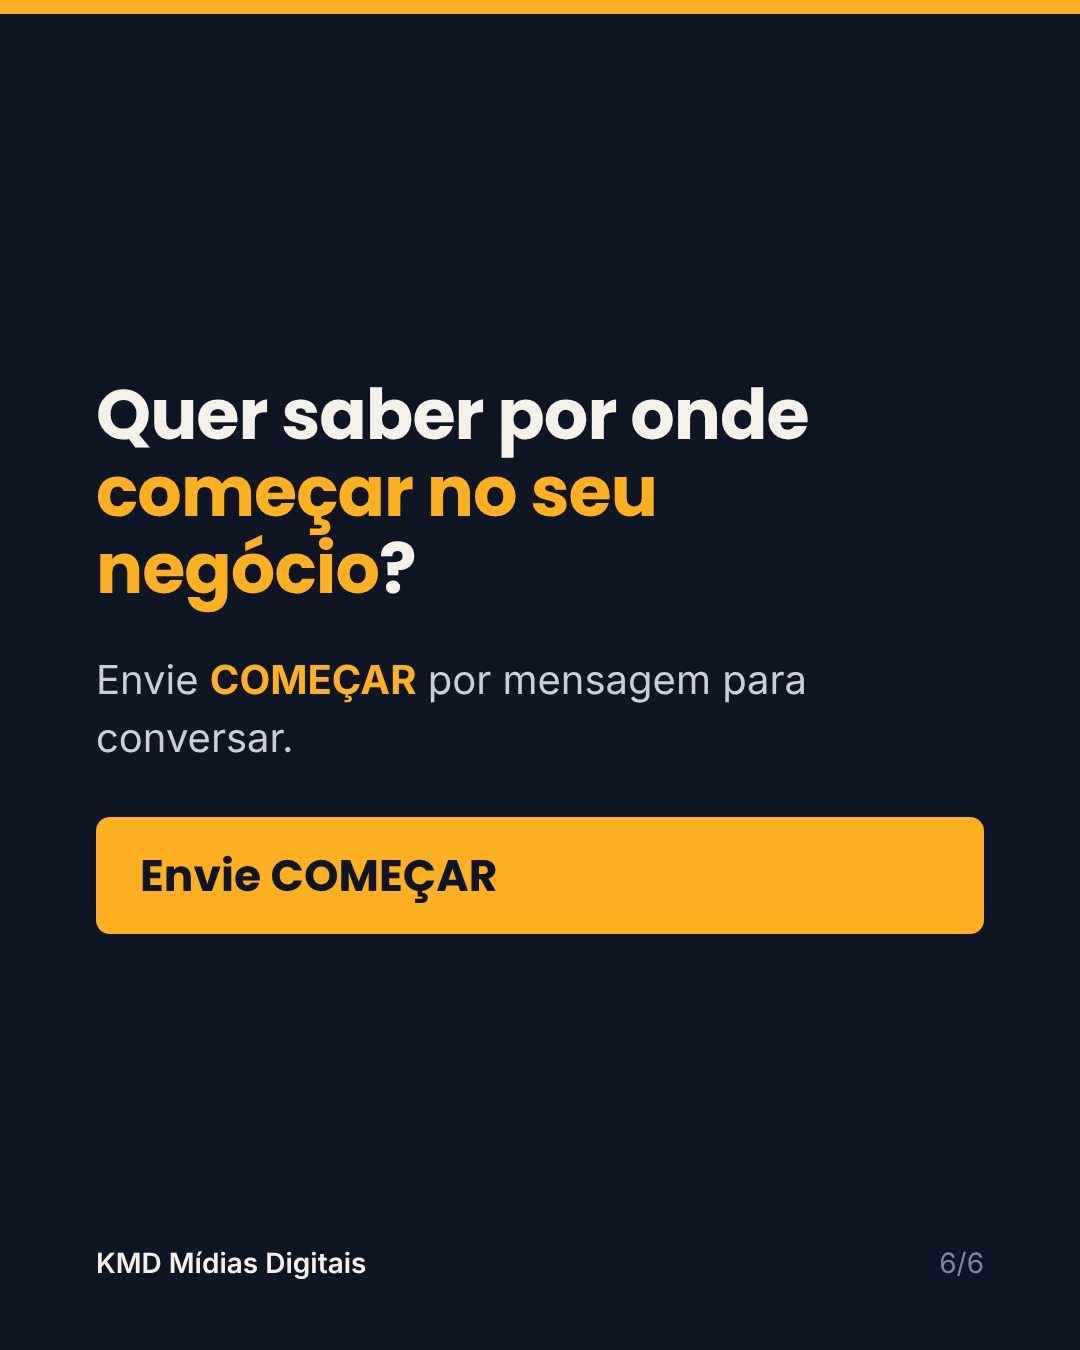 Quer saber por onde
começar no seu
negócio?
Envie COMEÇAR por mensagem para
conversar.
Envie COMEÇAR
KMD Mídias Digitais
6/6